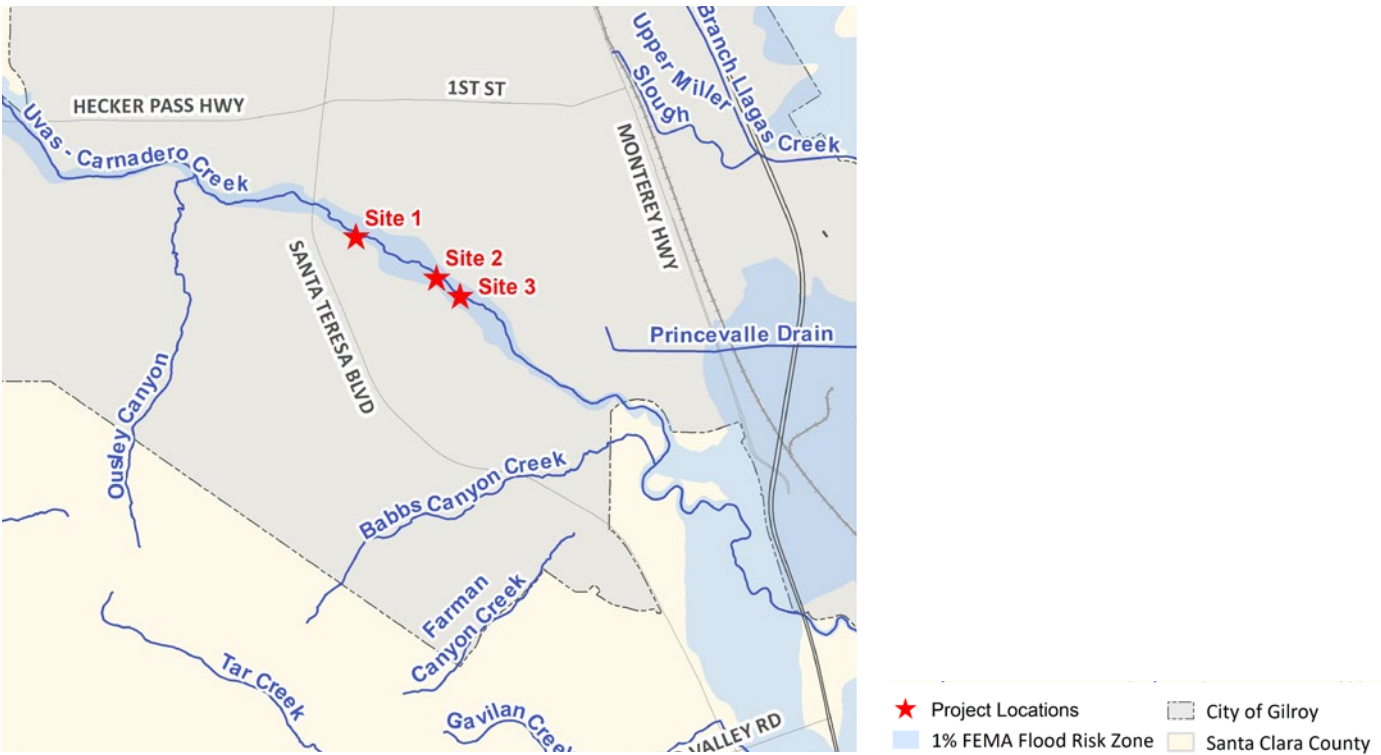 Branch Llagas Creek
Upper Miller
Slough
1ST ST
HECKER PASS HWY
Uvas - Carnadero Creek
MONTEREY HWY
Site 1
SANTA TERESA BLVD
Site 2
Site 3
Princevalle Drain
Ousley Canyon
Babbs Canyon Creek
Farman
Canyon Creek
Tar Creek
Gavilan Creek
VALLEY RD
Project Locations
City of Gilroy
1% FEMA Flood Risk Zone
Santa Clara County